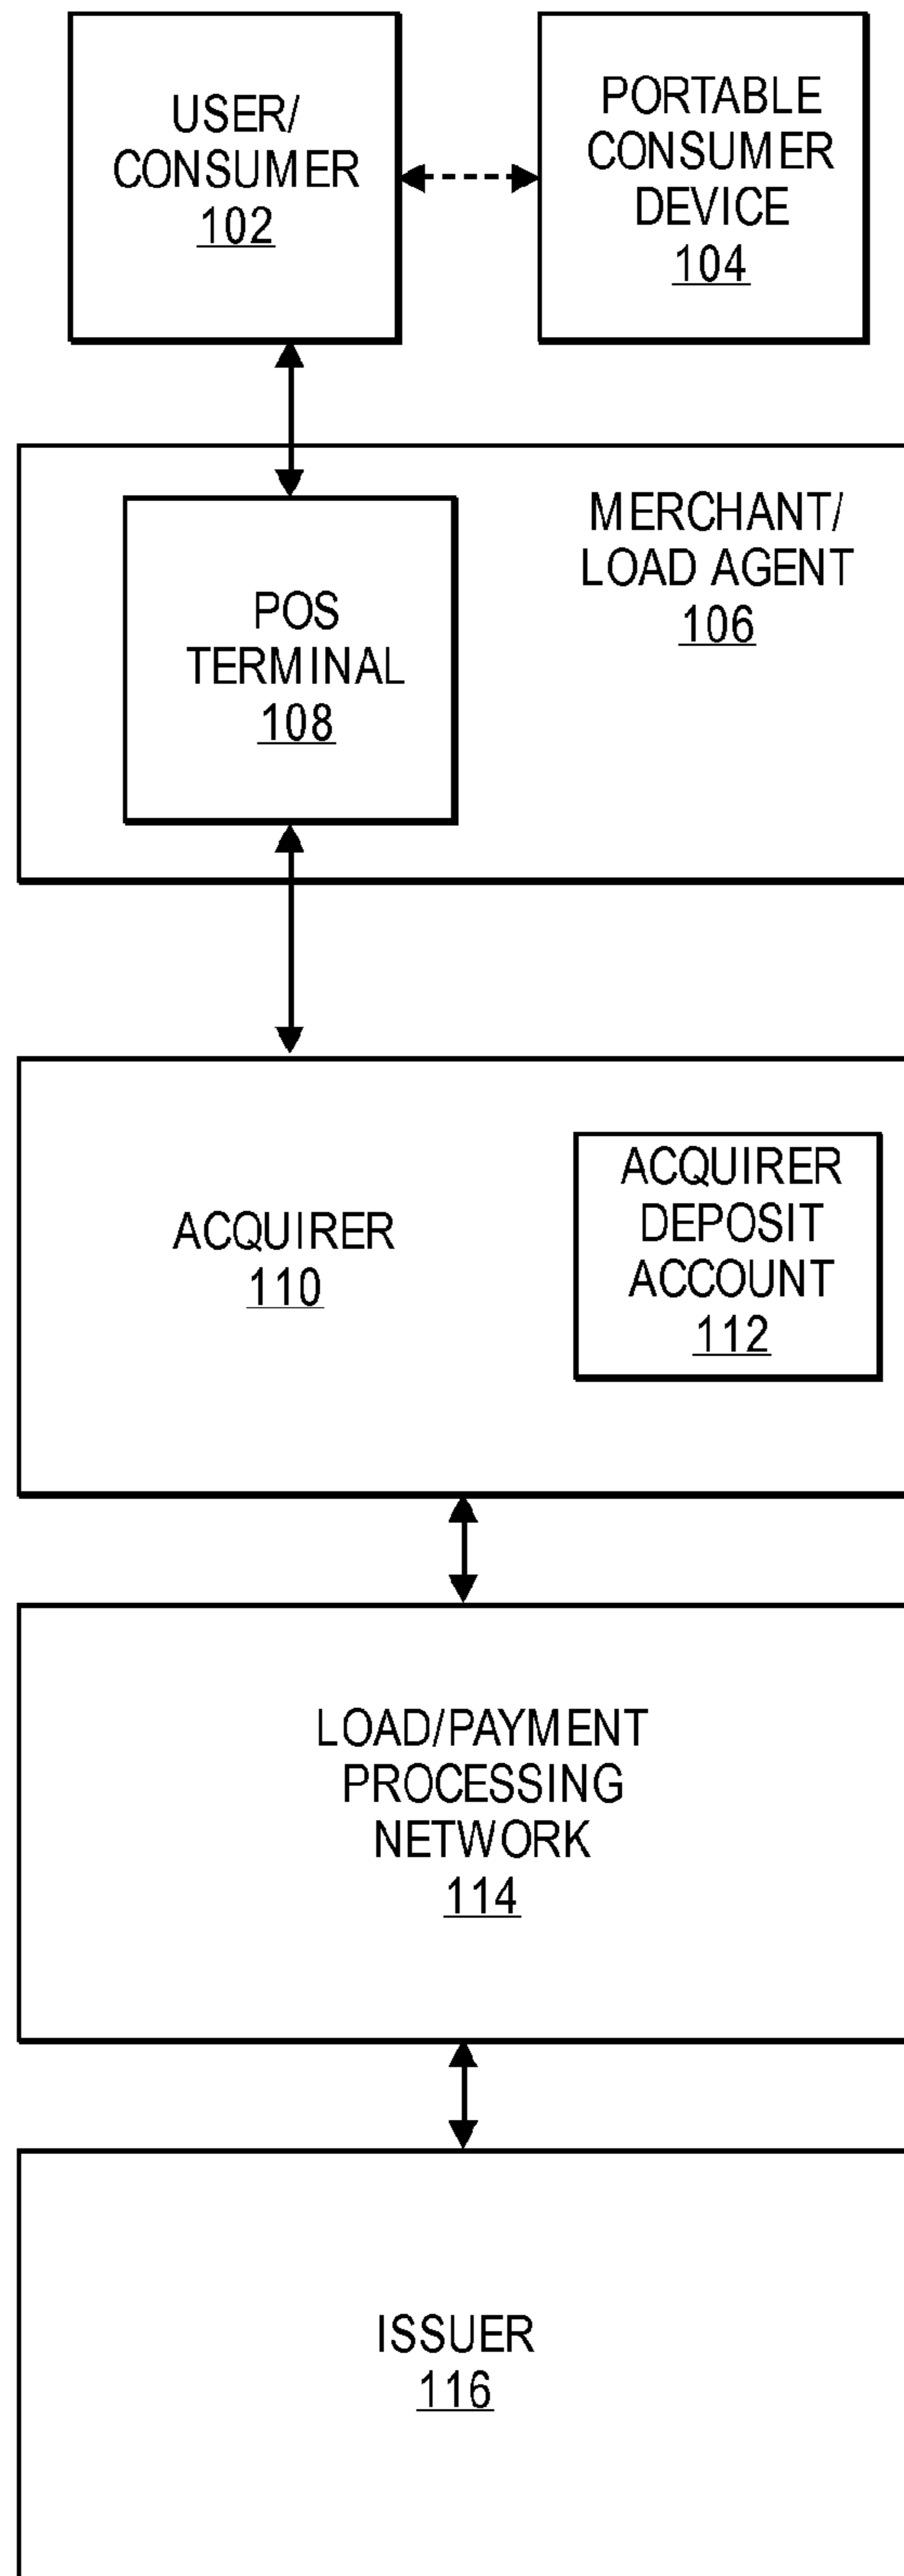 USER/
CONSUMER
102
PORTABLE
CONSUMER
DEVICE
104
MERCHANT/
LOAD AGENT
106
POS
TERMINAL
108
ACQUIRER
110
ACQUIRER
DEPOSIT
ACCOUNT
112
LOAD/PAYMENT
PROCESSING
NETWORK
114
ISSUER
116